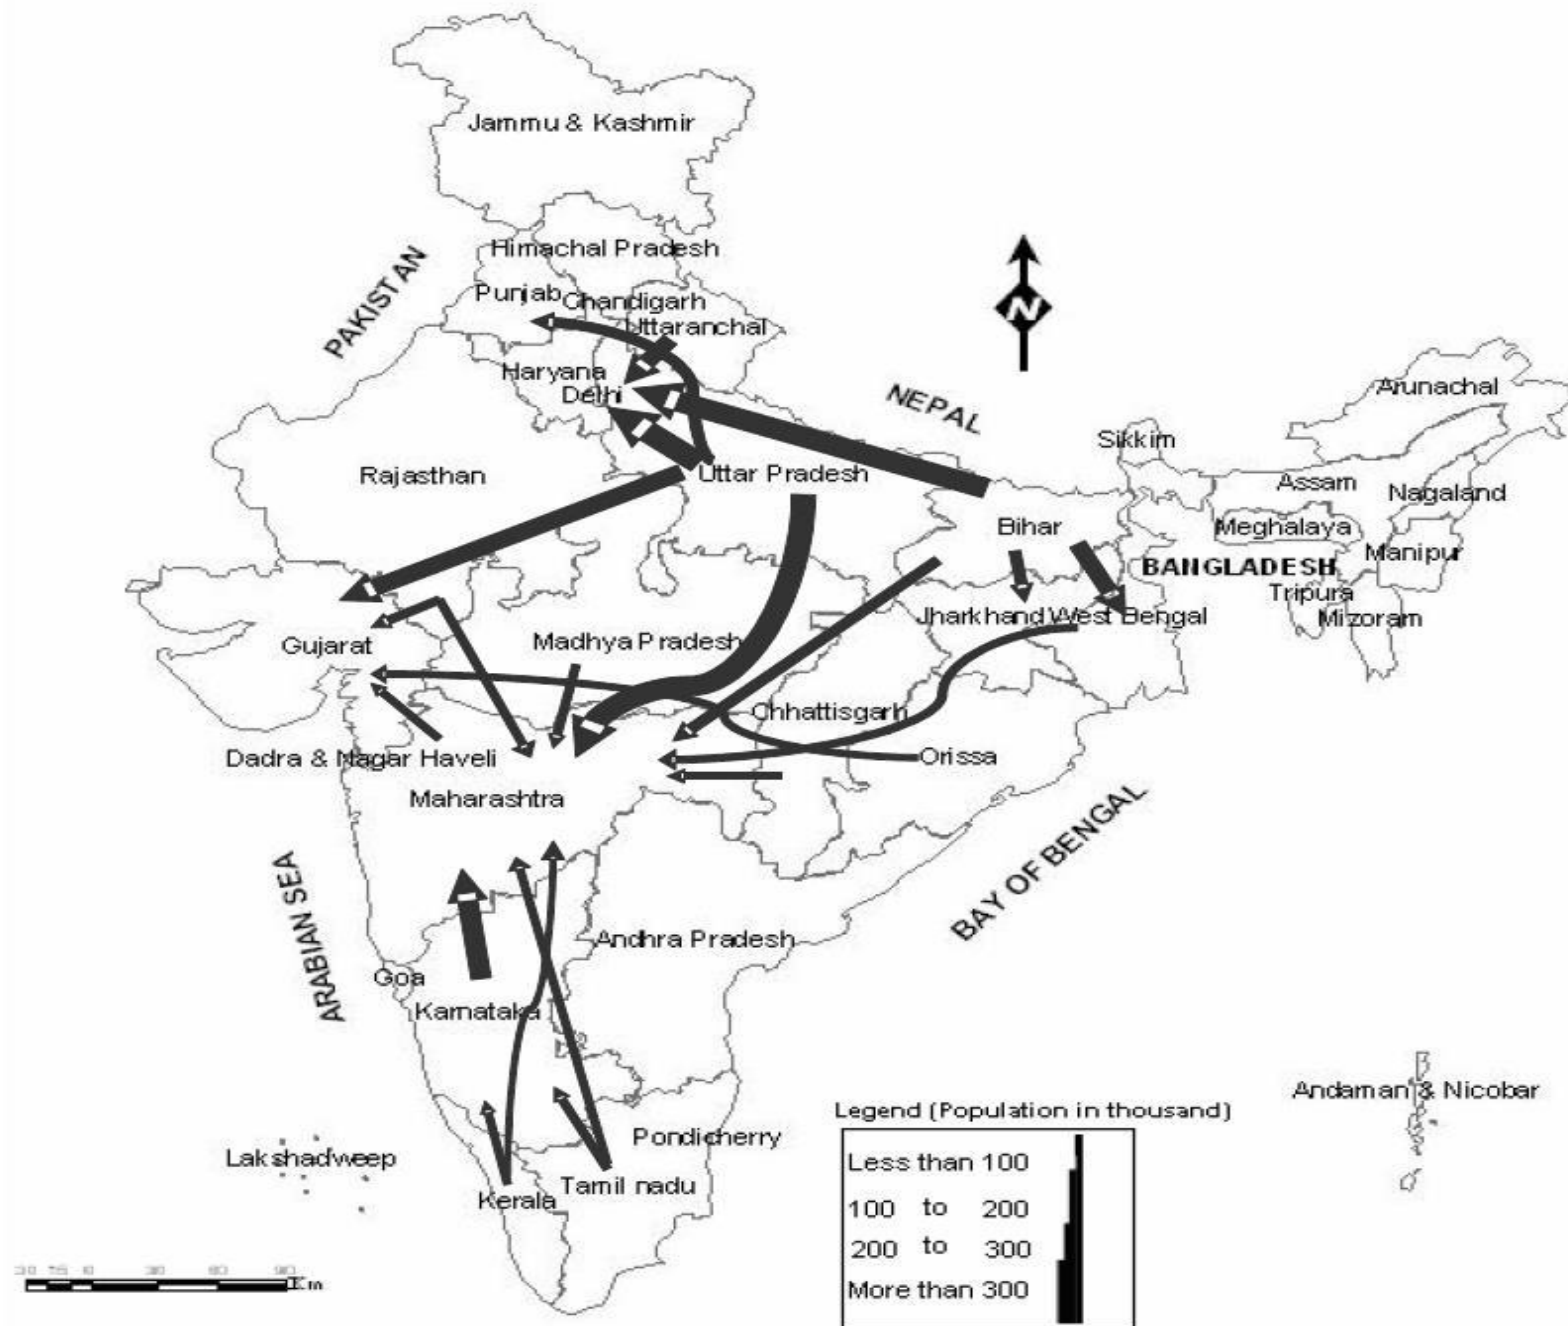 Jammu & Kashmir
Himachal Pradesh
PAKISTAN
Punjab
Chandigarh
Uttaranchal
N
Haryana
Delhi
NEPAL
Arunachal
Sikkim
Rajasthan
Uttar Pradesh
Assam
Nagaland
Bihar
Meghalaya
Manipur
BANGLADESH
Tripura
Mizoram
Jharkhand
West Bengal
Gujarat
Madhya Pradesh
Chhattisgarh
Orissa
Dadra & Nagar Haveli
Maharashtra
BAY OF BENGAL
ARABIAN SEA
Andhra Pradesh
Goa
Karnataka
Andaman & Nicobar
Legend (Population in thousand)
Pondicherry
Lakshadweep
Less than 100
Tamil nadu
Kerala
100 to 200
200 to 300
More than 300
Km